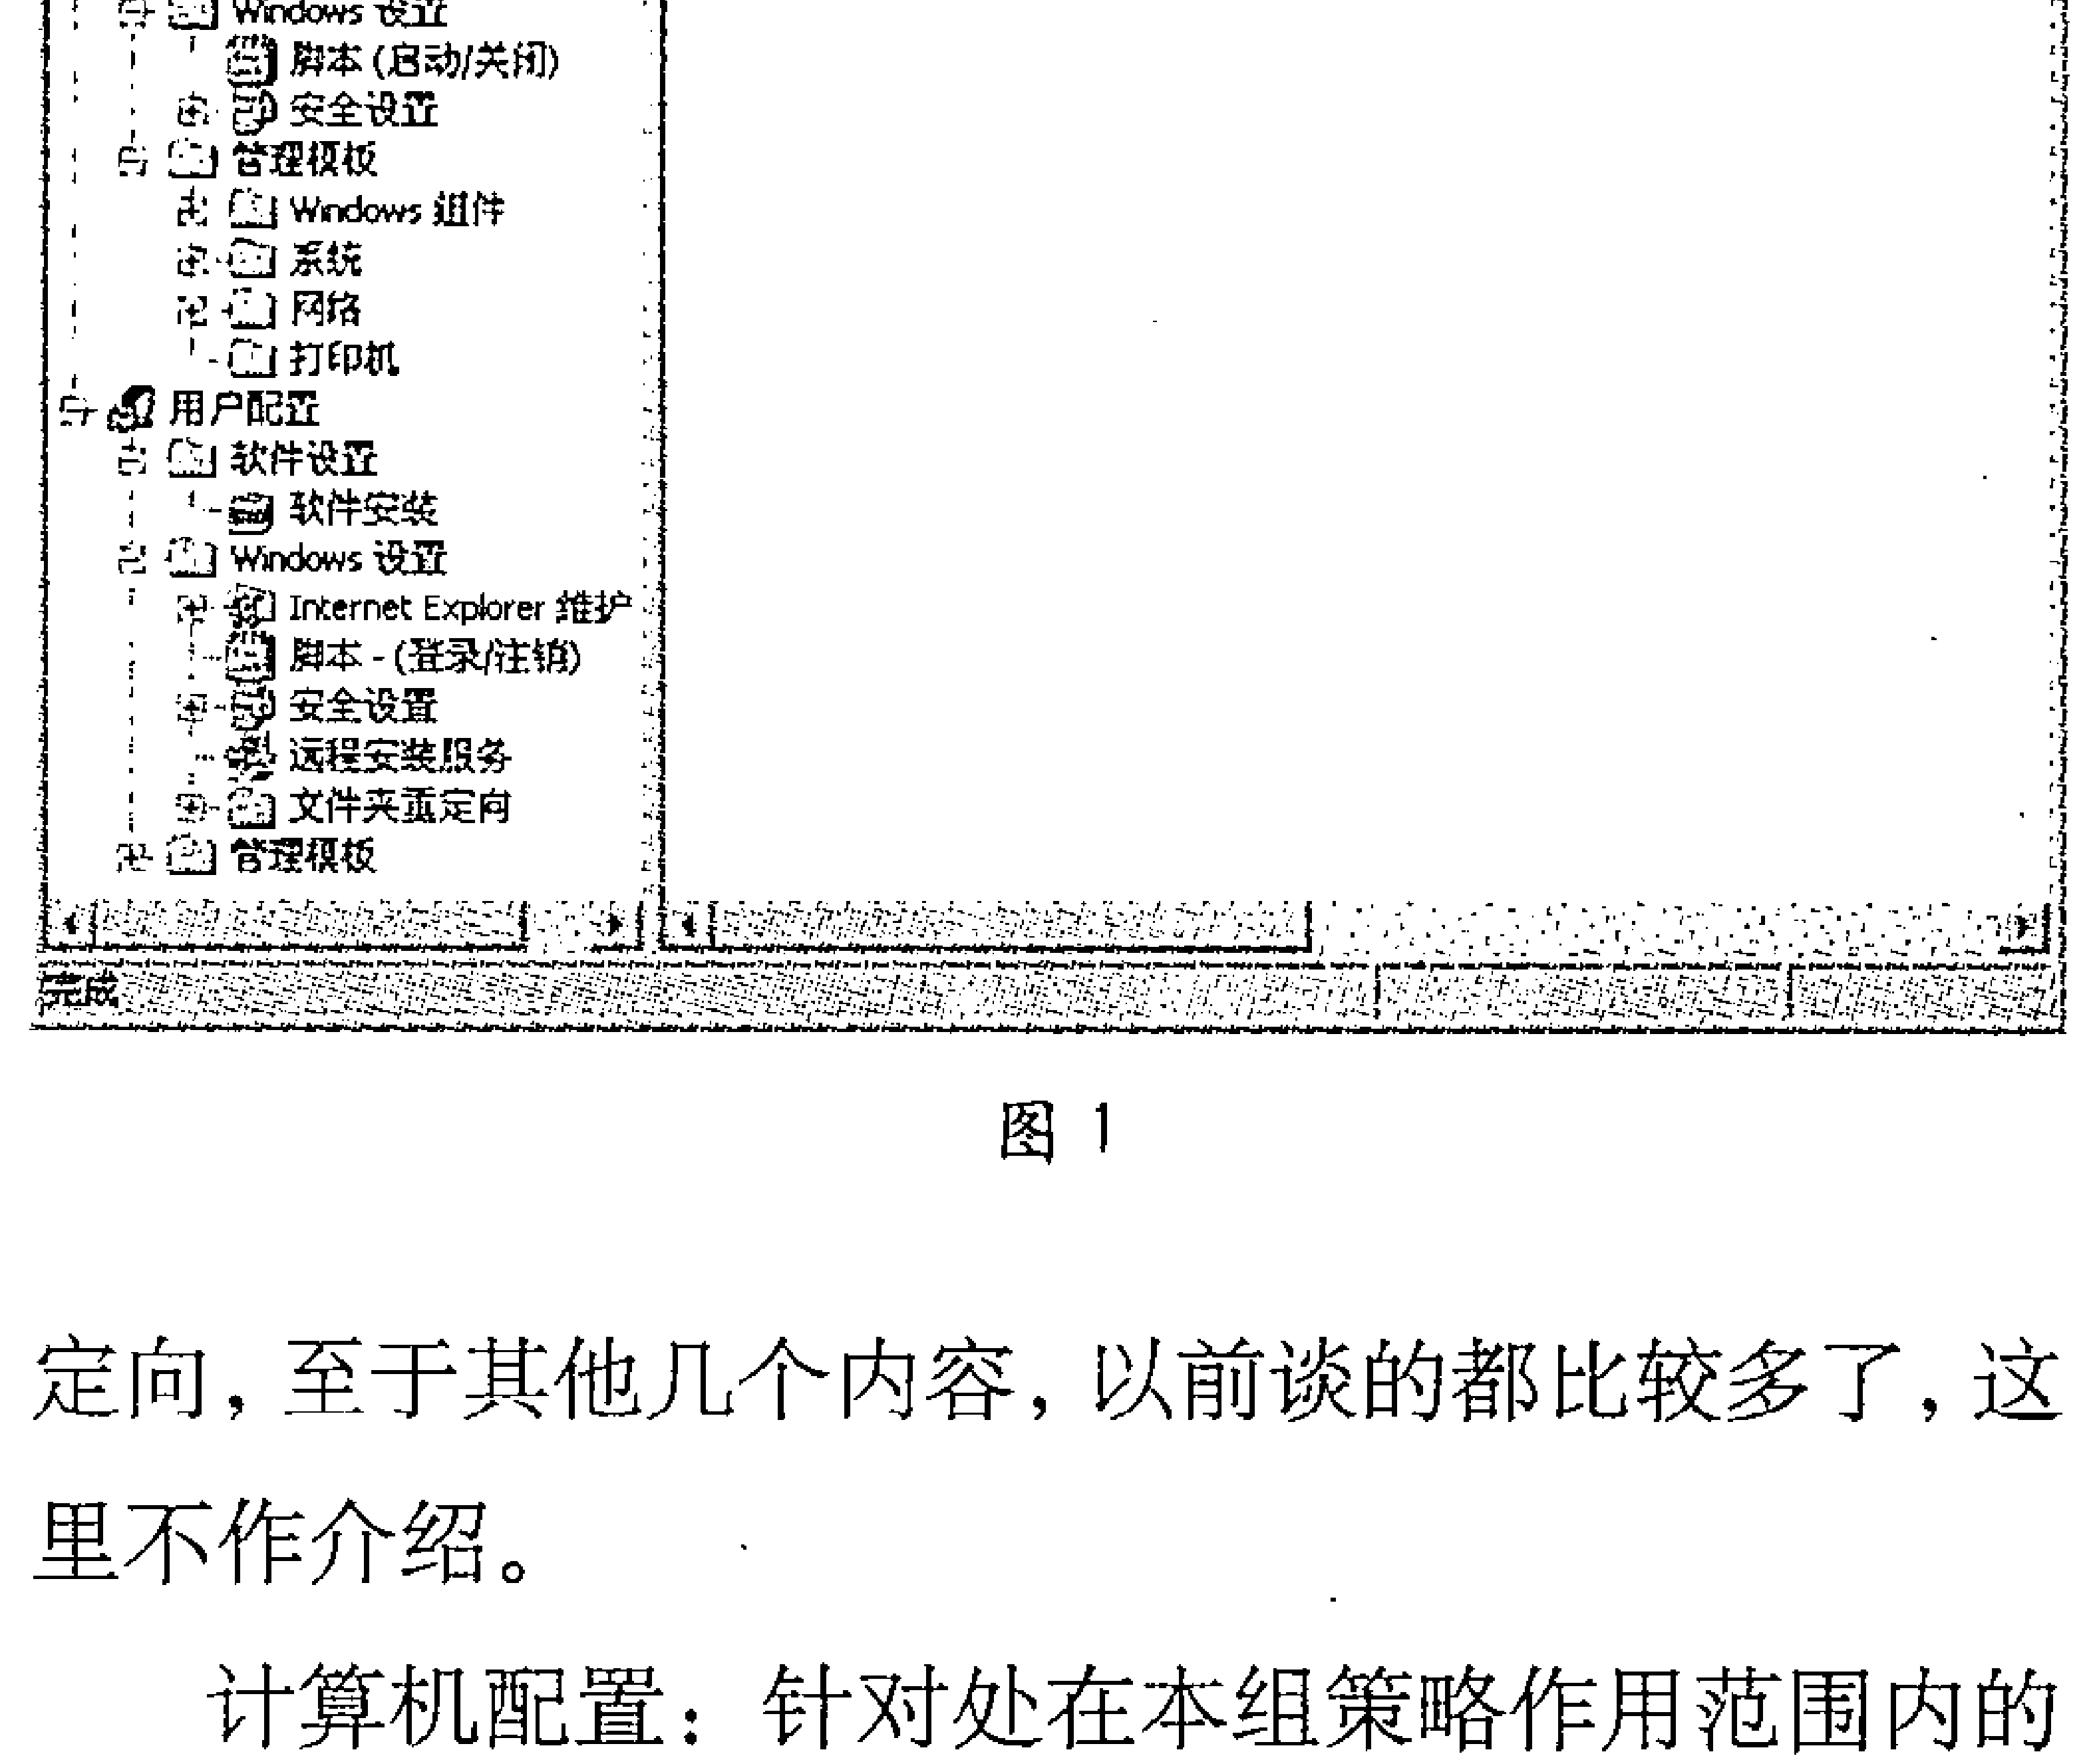 Windows 设置
脚本(启动/关闭)
安全设置
管理模板
Windows 组件
系统
网络
打印机
用户配置
软件设置
软件安装
Windows 设置
Internet Explorer 维护
脚本 - (登录/注销)
安全设置
远程安装服务
文件夹重定向
管理模板
完成
图 1
定向，至于其他几个内容，以前谈的都比较多了，这
里不作介绍。
计算机配置：针对处在本组策略作用范围内的